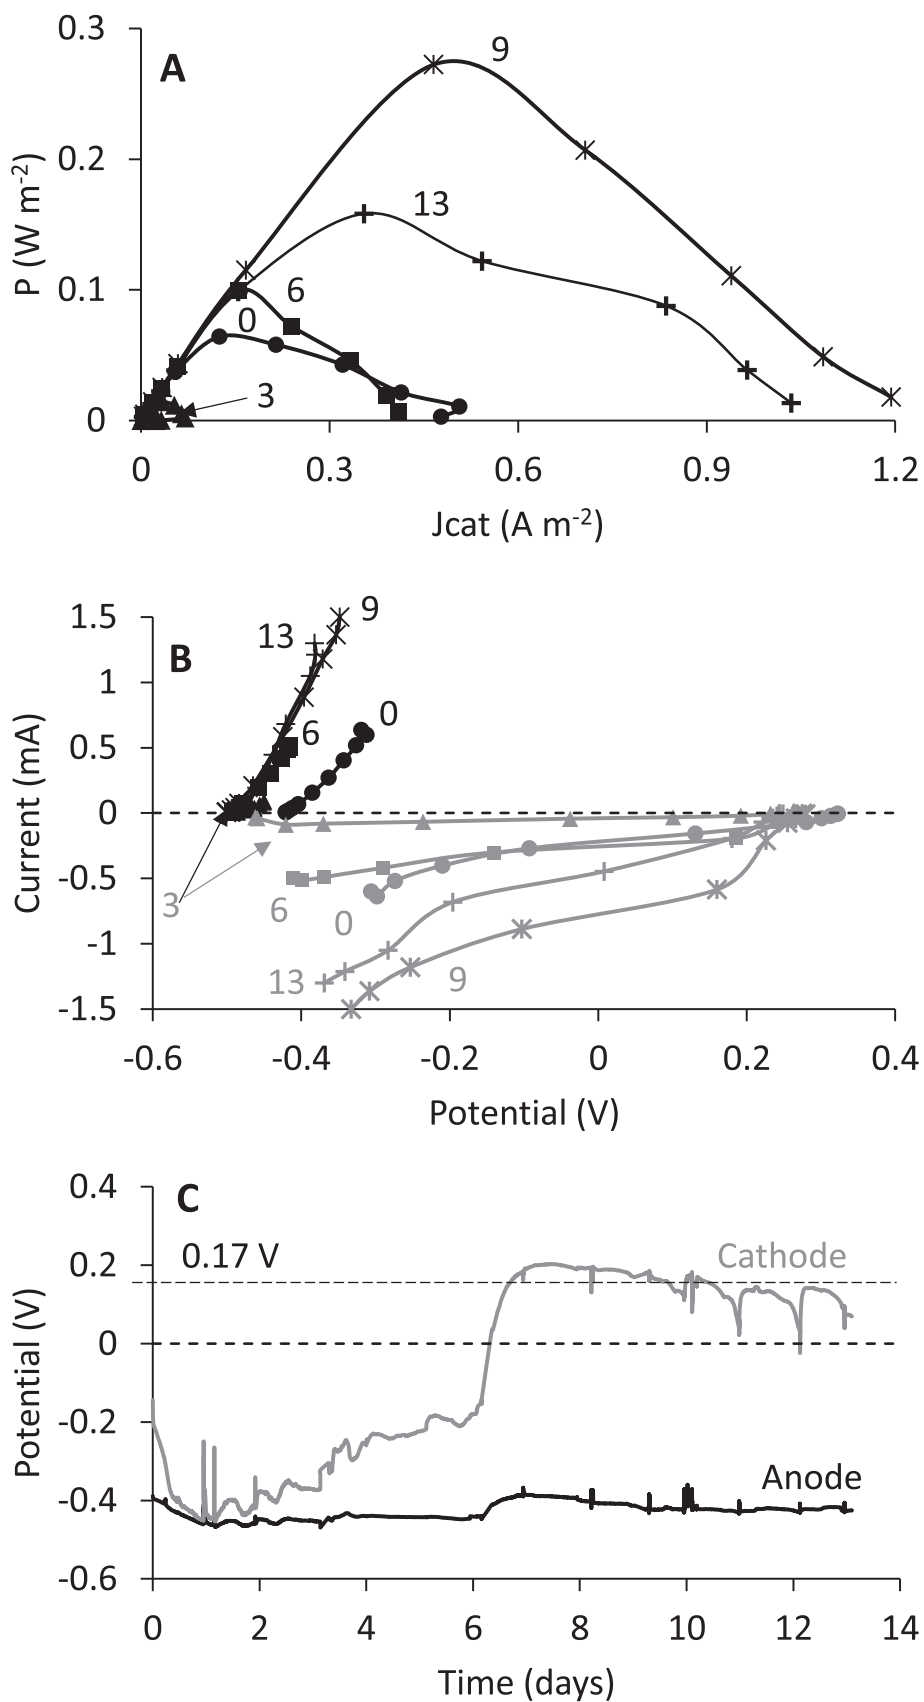 A
0.3
0.2
0.1
0
P (W m-2)
9
13
6
0
3
0 0.3 0.6 0.9 1.2
Jcat (A m-2)
B
1.5
1
0.5
0
-0.5
-1
-1.5
Current (mA)
13 9
6 0
3
6
0
13 9
-0.6 -0.4 -0.2 0 0.2 0.4
Potential (V)
C
0.4
0.2
0
-0.2
-0.4
-0.6
Potential (V)
0.17 V
Cathode
Anode
0 2 4 6 8 10 12 14
Time (days)